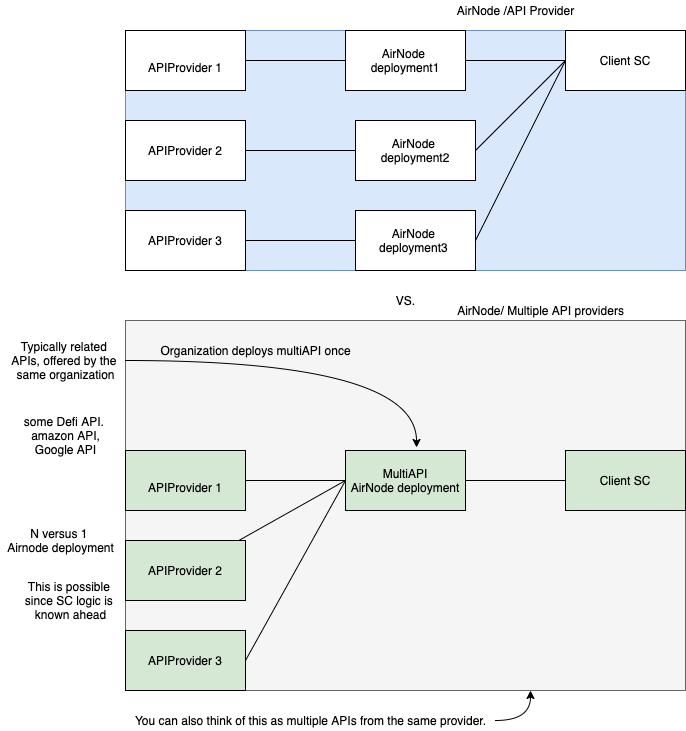 AirNode /API Provider
APIProvider 1
AirNode
deployment1
Client SC
APIProvider 2
AirNode
deployment2
APIProvider 3
AirNode
deployment3
VS.
AirNode/ Multiple API providers
Typically related
APIs, offered by the
same organization
Organization deploys multiAPI once
some Defi API.
amazon API,
Google API
APIProvider 1
MultiAPI
AirNode deployment
Client SC
N versus 1
Airnode deployment
APIProvider 2
This is possible
since SC logic is
known ahead
APIProvider 3
You can also think of this as multiple APIs from the same provider.